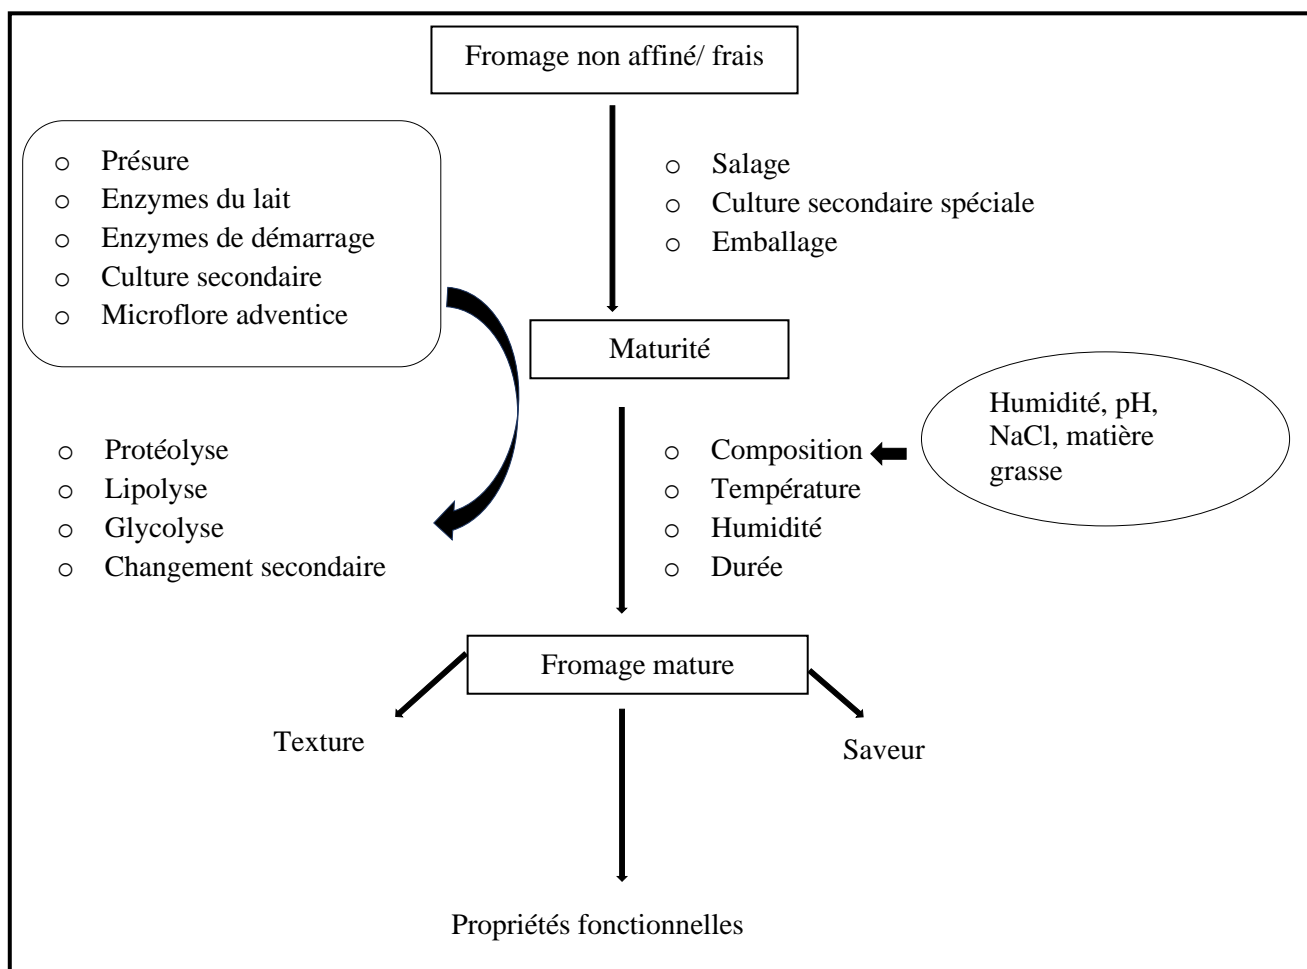 Fromage non affiné/ frais
o Présure
o Enzymes du lait
o Enzymes de démarrage
o Culture secondaire
o Microflore adventice
o Salage
o Culture secondaire spéciale
o Emballage
Maturité
o Protéolyse
o Lipolyse
o Glycolyse
o Changement secondaire
o Composition
o Température
o Humidité
o Durée
Humidité, pH,
NaCl, matière
grasse
Fromage mature
Texture
Saveur
Propriétés fonctionnelles